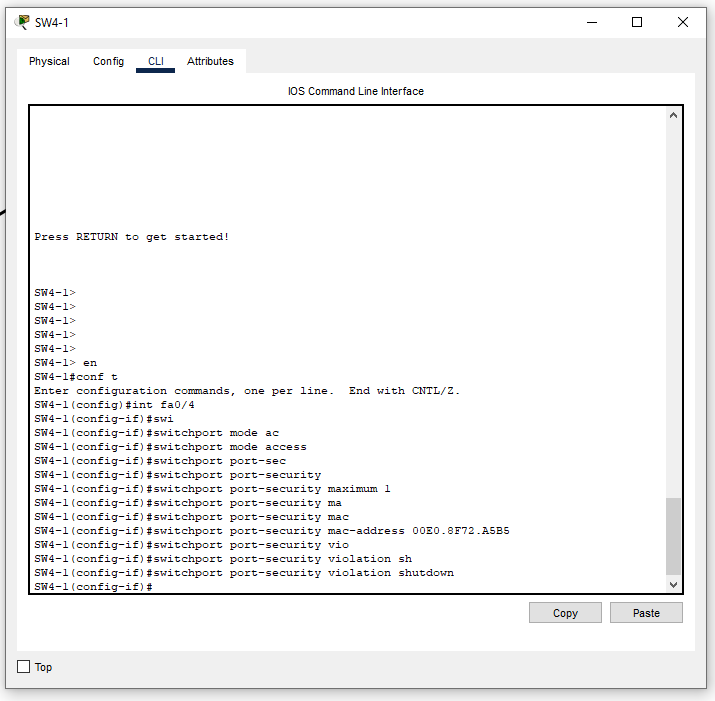 SW4-1
Physical Config CLI Attributes
IOS Command Line Interface
Press RETURN to get started!
SW4-1>
SW4-1>
SW4-1>
SW4-1>
SW4-1>
SW4-1> en
SW4-1#conf t
Enter configuration commands, one per line.  End with CNTL/Z.
SW4-1(config)#int fa0/4
SW4-1(config-if)#swi
SW4-1(config-if)#switchport mode ac
SW4-1(config-if)#switchport mode access
SW4-1(config-if)#switchport port-sec
SW4-1(config-if)#switchport port-security
SW4-1(config-if)#switchport port-security maximum 1
SW4-1(config-if)#switchport port-security ma
SW4-1(config-if)#switchport port-security mac
SW4-1(config-if)#switchport port-security mac-address 00E0.8F72.A5B5
SW4-1(config-if)#switchport port-security vio
SW4-1(config-if)#switchport port-security violation sh
SW4-1(config-if)#switchport port-security violation shutdown
SW4-1(config-if)#
Copy Paste
Top